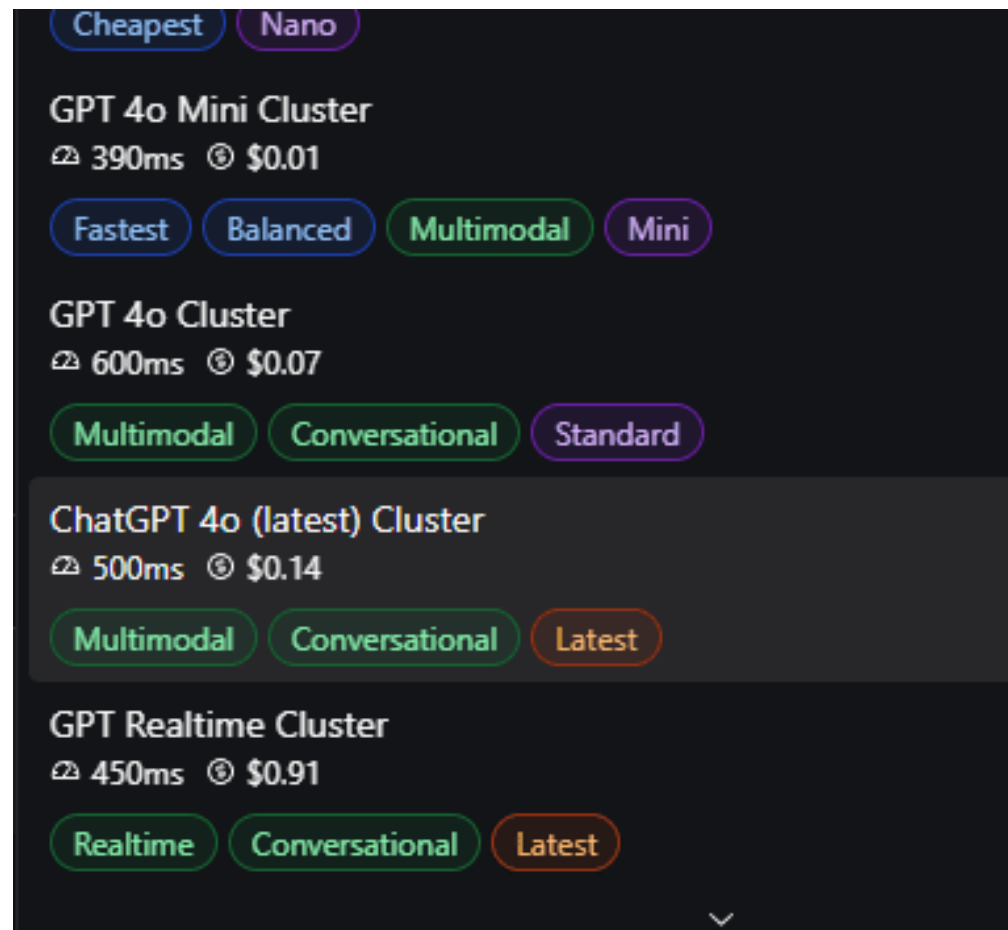 Cheapest Nano
GPT 4o Mini Cluster
390ms $0.01
Fastest Balanced Multimodal Mini
GPT 4o Cluster
600ms $0.07
Multimodal Conversational Standard
ChatGPT 4o (latest) Cluster
500ms $0.14
Multimodal Conversational Latest
GPT Realtime Cluster
450ms $0.91
Realtime Conversational Latest